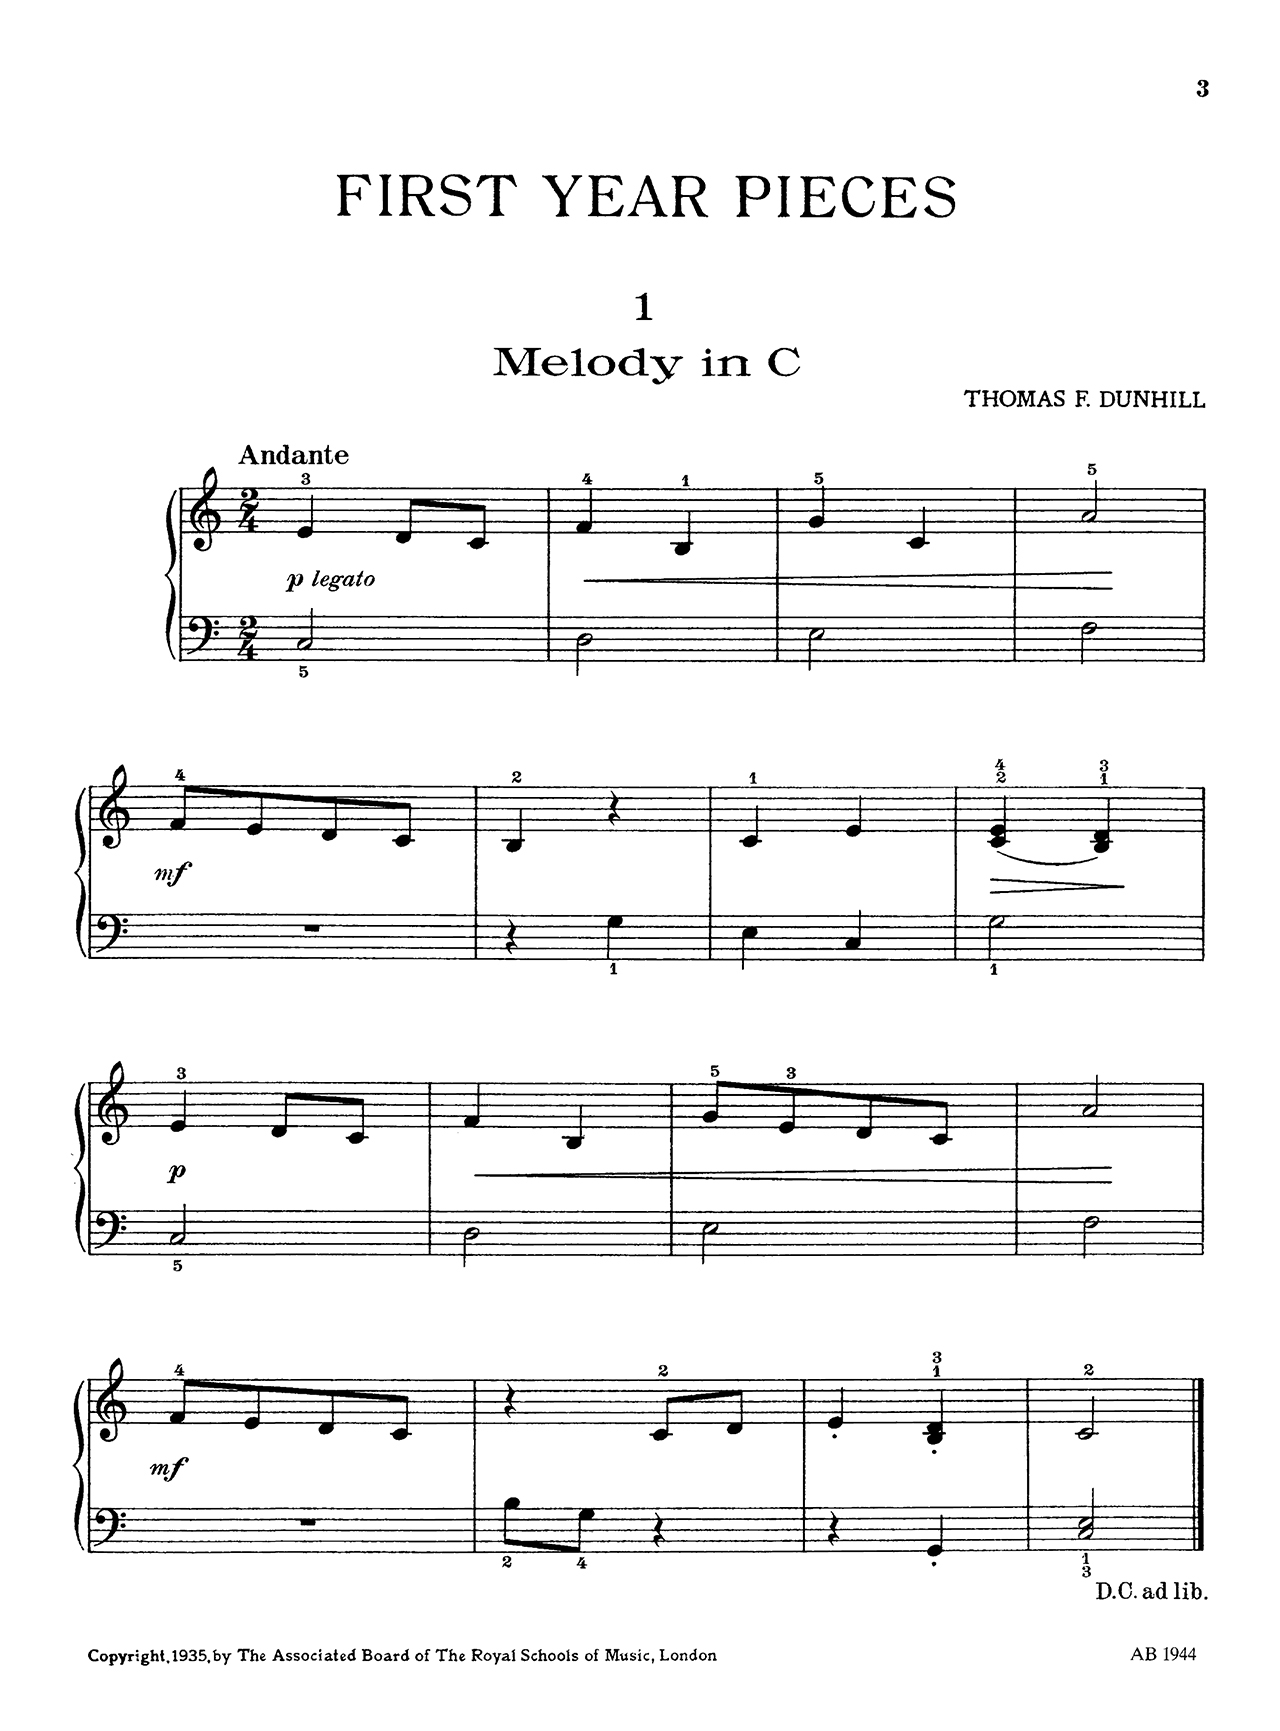 3
FIRST YEAR PIECES
1
Melody in C
THOMAS F. DUNHILL
Andante
3 4 1 5 5
2 4
p legato
2 4
5
4 2 1 4 2 3 1
mf
1 1
3 5 3
p
5
4 2 3 1 2
mf
2 4 1 3
D.C. ad lib.
Copyright, 1935, by The Associated Board of The Royal Schools of Music, London AB 1944